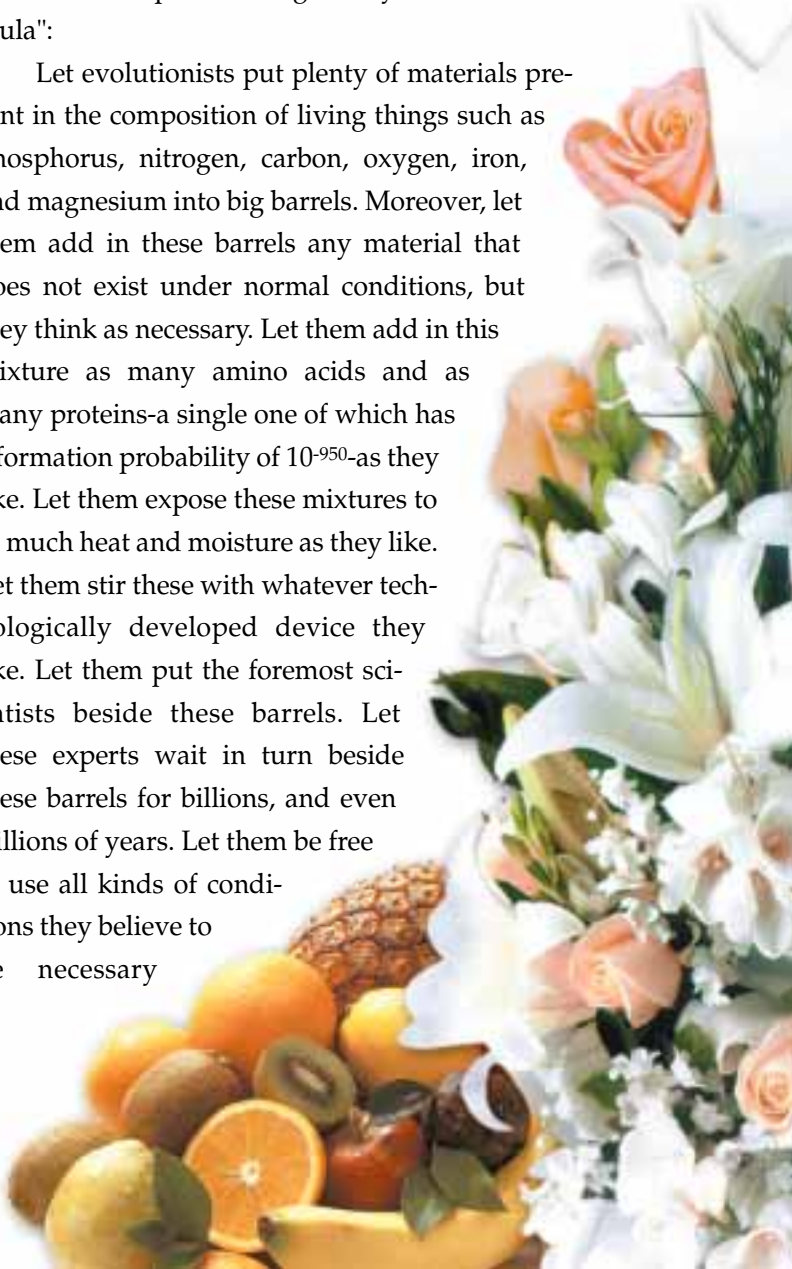 ula":
Let evolutionists put plenty of materials pre-
nt in the composition of living things such as
hosphorus, nitrogen, carbon, oxygen, iron,
nd magnesium into big barrels. Moreover, let
em add in these barrels any material that
oes not exist under normal conditions, but
ey think as necessary. Let them add in this
ixture as many amino acids and as
any proteins-a single one of which has
formation probability of 10-950-as they
ke. Let them expose these mixtures to
much heat and moisture as they like.
et them stir these with whatever tech-
ologically developed device they
ke. Let them put the foremost sci-
ntists beside these barrels. Let
ese experts wait in turn beside
ese barrels for billions, and even
illions of years. Let them be free
use all kinds of condi-
ons they believe to
e necessary